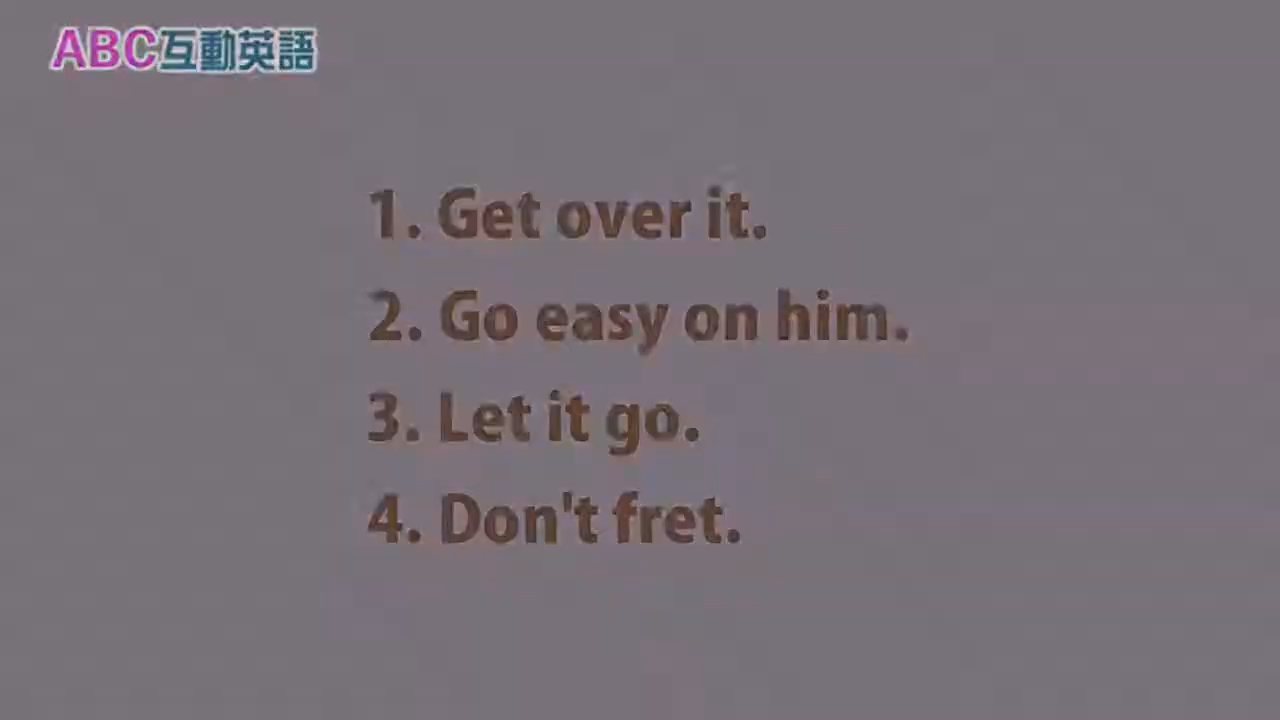 ABC互動英語
1. Get over it.
2. Go easy on him.
3. Let it go.
4. Don't fret.